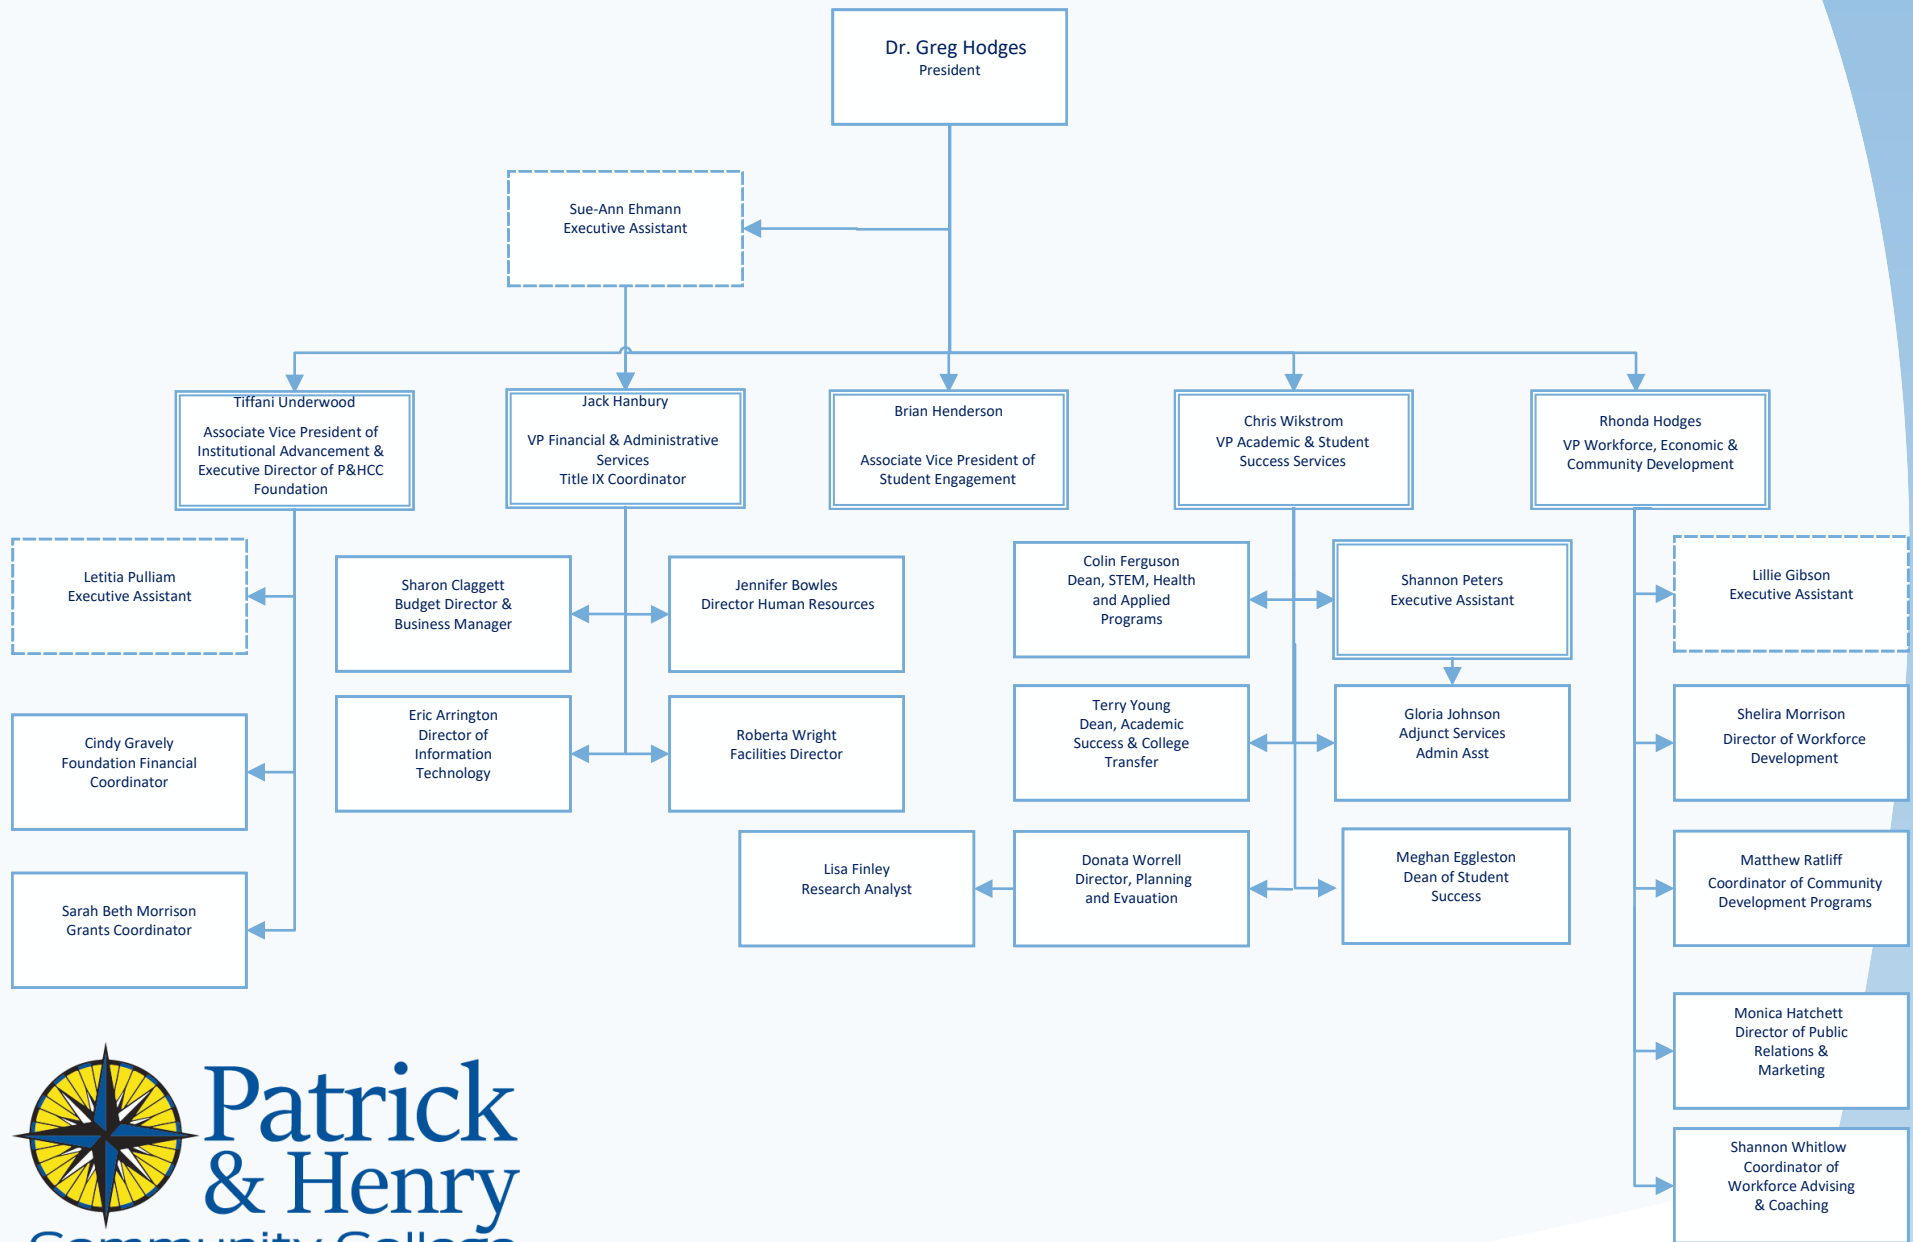 Dr. Greg Hodges
President
Sue-Ann Ehmann
Executive Assistant
Tiffani Underwood
Associate Vice President of
Institutional Advancement &
Executive Director of P&HCC
Foundation
Jack Hanbury
VP Financial & Administrative
Services
Title IX Coordinator
Brian Henderson
Associate Vice President of
Student Engagement
Chris Wikstrom
VP Academic & Student
Success Services
Rhonda Hodges
VP Workforce, Economic &
Community Development
Letitia Pulliam
Executive Assistant
Sharon Claggett
Budget Director &
Business Manager
Jennifer Bowles
Director Human Resources
Colin Ferguson
Dean, STEM, Health
and Applied
Programs
Shannon Peters
Executive Assistant
Lillie Gibson
Executive Assistant
Cindy Gravely
Foundation Financial
Coordinator
Eric Arrington
Director of
Information
Technology
Roberta Wright
Facilities Director
Terry Young
Dean, Academic
Success & College
Transfer
Gloria Johnson
Adjunct Services
Admin Asst
Shelira Morrison
Director of Workforce
Development
Sarah Beth Morrison
Grants Coordinator
Lisa Finley
Research Analyst
Donata Worrell
Director, Planning
and Evauation
Meghan Eggleston
Dean of Student
Success
Matthew Ratliff
Coordinator of Community
Development Programs
Monica Hatchett
Director of Public
Relations &
Marketing
Shannon Whitlow
Coordinator of
Workforce Advising
& Coaching
Patrick
& Henry
Community College